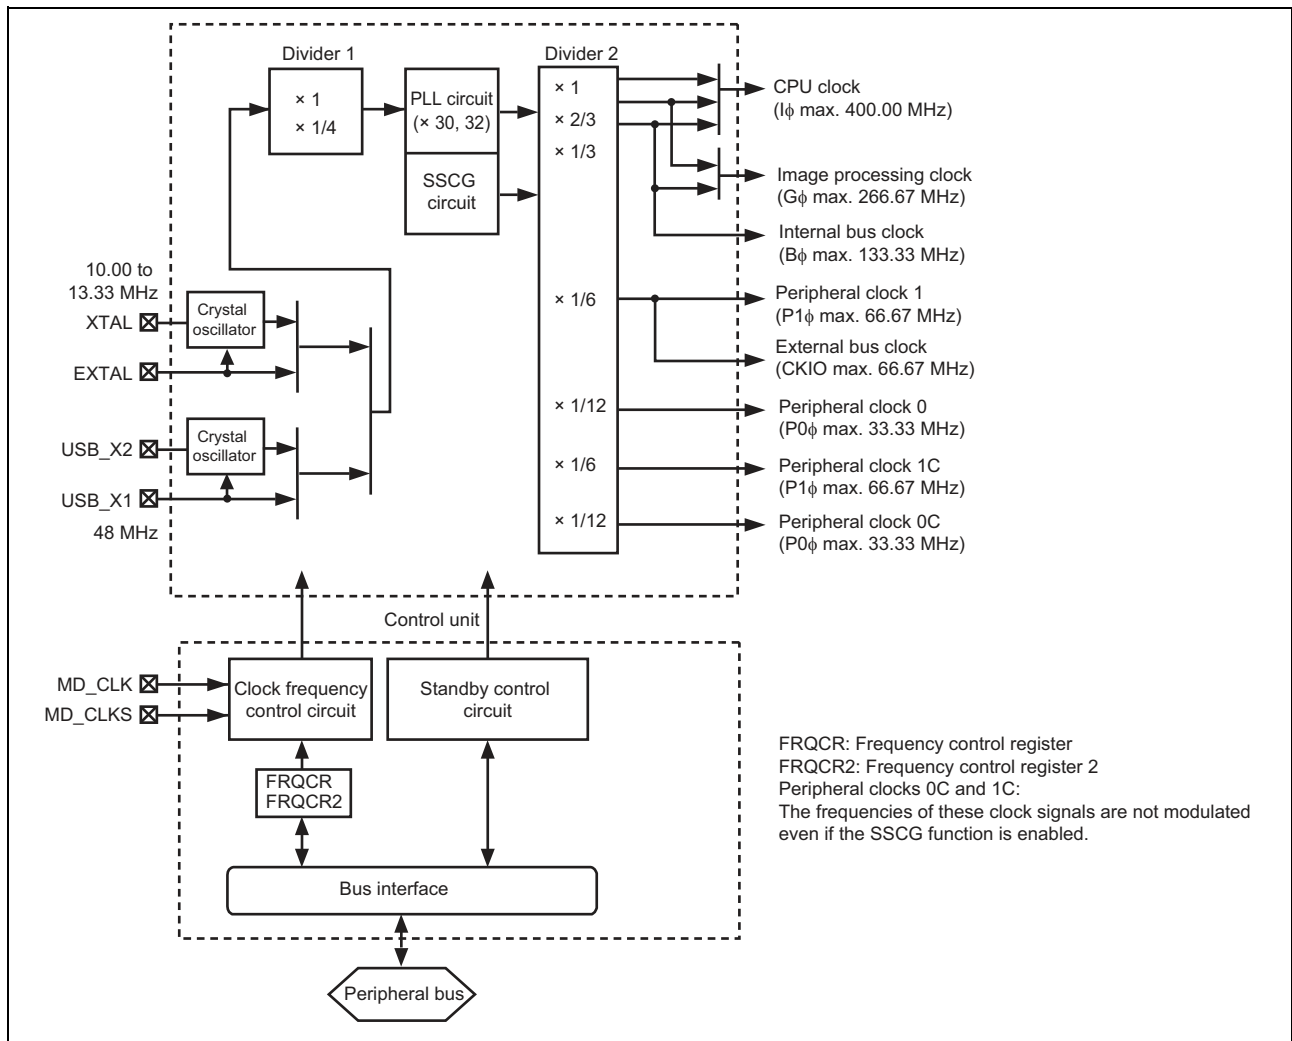 Divider 1
× 1
× 1/4
PLL circuit
(× 30, 32)
SSCG
circuit
Divider 2
× 1
× 2/3
× 1/3
× 1/6
× 1/12
× 1/6
× 1/12
CPU clock
(Iϕ max. 400.00 MHz)
Image processing clock
(Gϕ max. 266.67 MHz)
Internal bus clock
(Bϕ max. 133.33 MHz)
Peripheral clock 1
(P1ϕ max. 66.67 MHz)
External bus clock
(CKIO max. 66.67 MHz)
Peripheral clock 0
(P0ϕ max. 33.33 MHz)
Peripheral clock 1C
(P1ϕ max. 66.67 MHz)
Peripheral clock 0C
(P0ϕ max. 33.33 MHz)
10.00 to
13.33 MHz
XTAL
Crystal
oscillator
EXTAL
USB_X2
Crystal
oscillator
USB_X1
48 MHz
Control unit
MD_CLK
MD_CLKS
Clock frequency
control circuit
Standby control
circuit
FRQCR
FRQCR2
Bus interface
Peripheral bus
FRQCR: Frequency control register
FRQCR2: Frequency control register 2
Peripheral clocks 0C and 1C:
The frequencies of these clock signals are not modulated
even if the SSCG function is enabled.